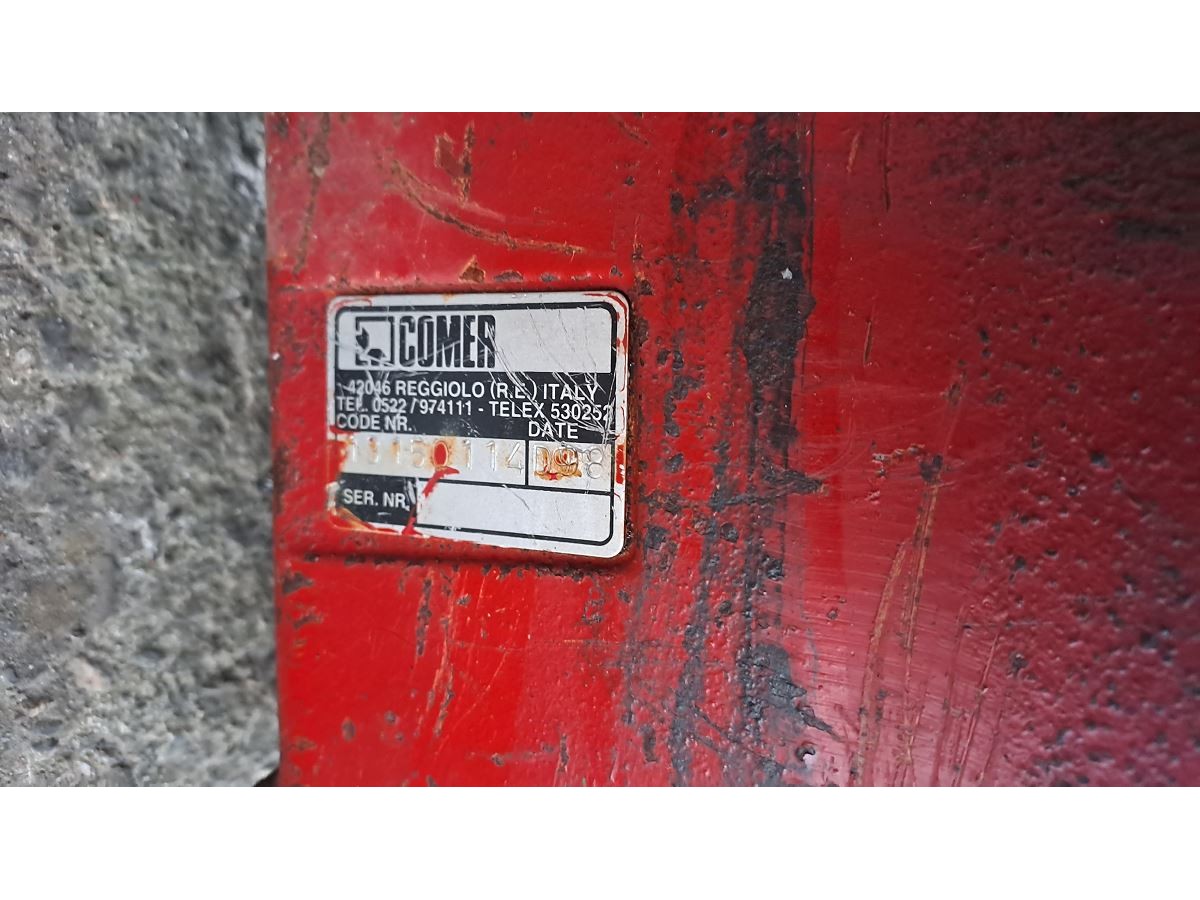 COMER
42046 REGGIOLO (R.E.) ITALY
TEL. 0522 / 974111 - TELEX 530252
CODE NR. DATE
SER. NR.